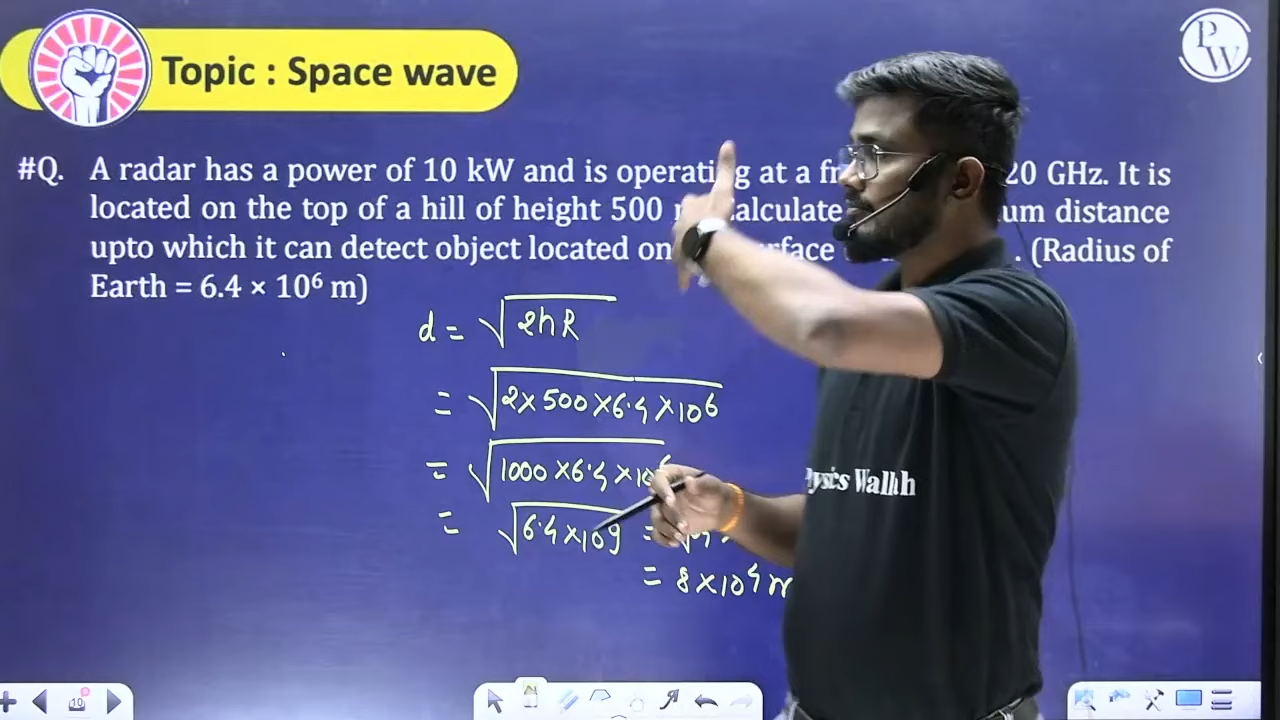 Topic : Space wave
PW
#Q. A radar has a power of 10 kW and is operating at a 20 GHz. It is
located on the top of a hill of height 500 distance
upto which it can detect object located on (Radius of
Earth = 6.4 × 10⁶ m)
d = √2hR
= √2×500×6.4×10⁶
= √1000×6.4×10⁶
= √6.4×10⁹ =
= 8×10⁴ m
Physics Wallah
10